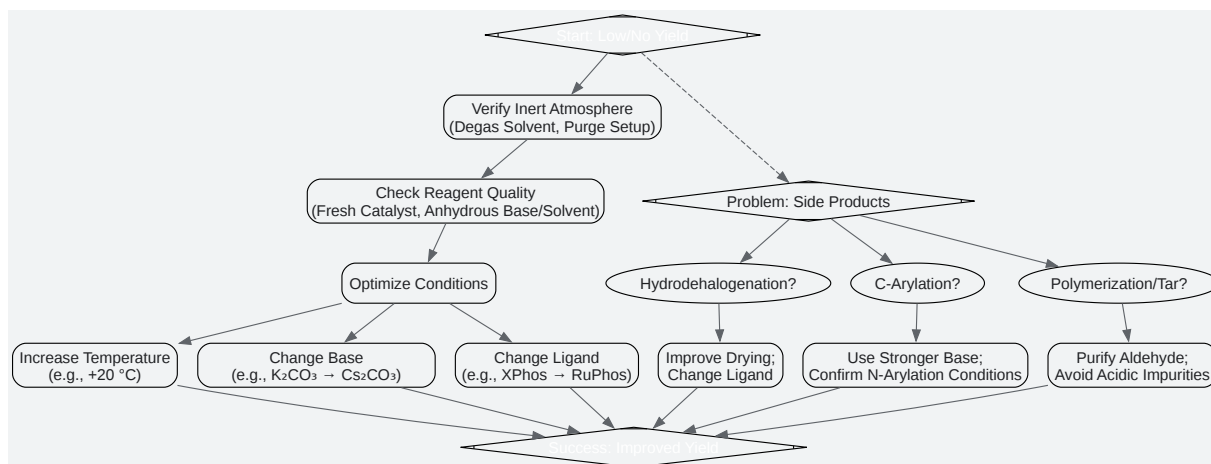 Start: Low/No Yield
Verify Inert Atmosphere
(Degas Solvent, Purge Setup)
Check Reagent Quality
(Fresh Catalyst, Anhydrous Base/Solvent)
Problem: Side Products
Optimize Conditions
Hydrodehalogenation?
C-Arylation?
Polymerization/Tar?
Increase Temperature
(e.g., +20 °C)
Change Base
(e.g., K₂CO₃ → Cs₂CO₃)
Change Ligand
(e.g., XPhos → RuPhos)
Improve Drying;
Change Ligand
Use Stronger Base;
Confirm N-Arylation Conditions
Purify Aldehyde;
Avoid Acidic Impurities
Success: Improved Yield